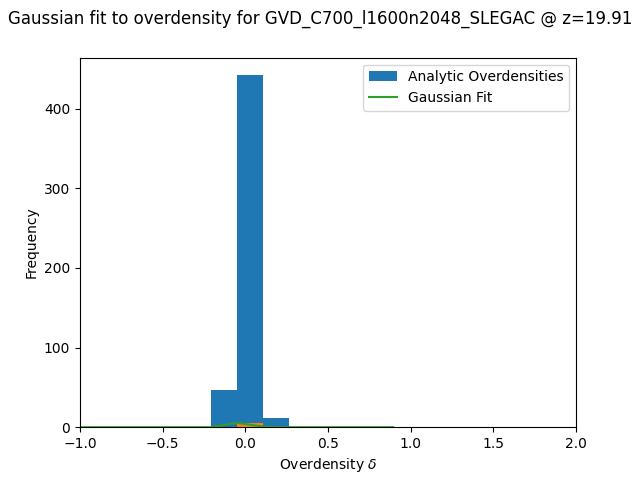 Gaussian fit to overdensity for GVD_C700_l1600n2048_SLEGAC @ z=19.91
Analytic Overdensities
Gaussian Fit
Frequency
400
300
200
100
0
−1.0 −0.5 0.0 0.5 1.0 1.5 2.0
Overdensity δ